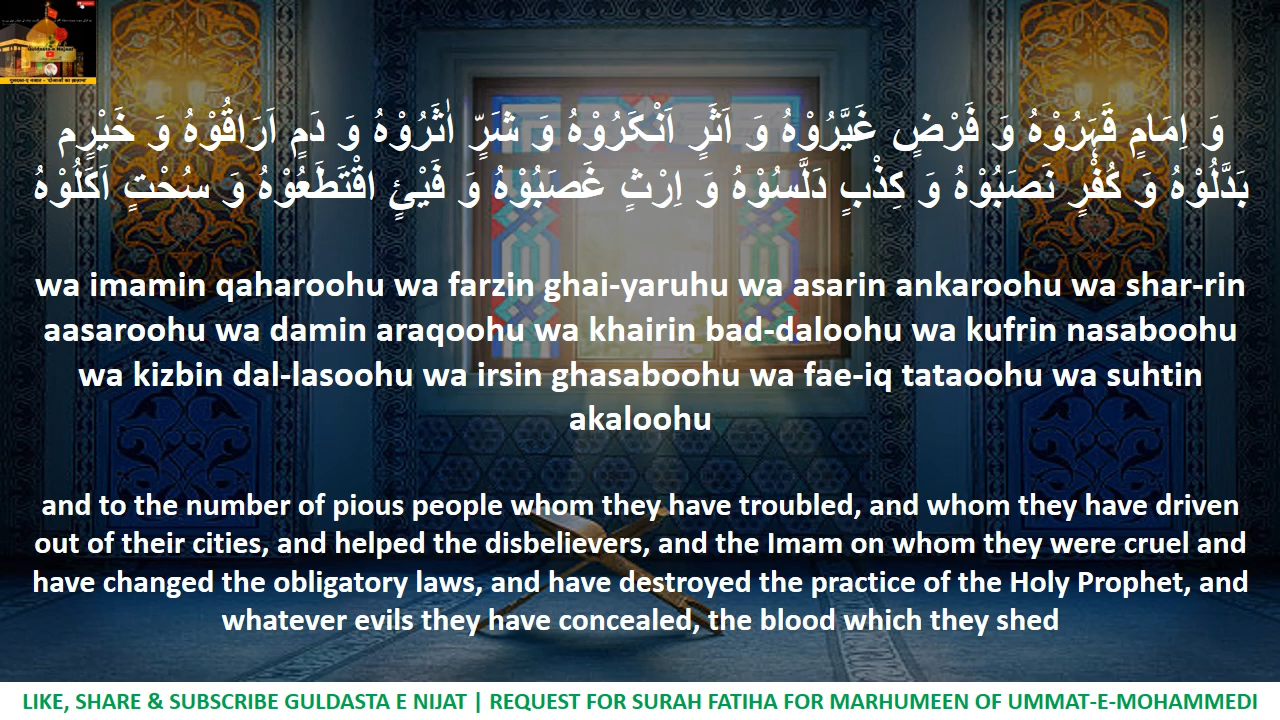 Guldasta-e Nejaat
وَ اِمَامٍ قَهَرُوْهُ وَ فَرْضٍ غَيَّرُوْهُ وَ اَثَرٍ اَنْكَرُوْهُ وَ شَرٍّ اٰثَرُوْهُ وَ دَمٍ اَرَاقُوْهُ وَ خَيْرٍم
بَدَّلُوْهُ وَ كُفْرٍ نَصَبُوْهُ وَ كِذْبٍ دَلَّسُوْهُ وَ اِرْثٍ غَصَبُوْهُ وَ فَيْئٍ اقْتَطَعُوْهُ وَ سُحْتٍ اَكَلُوْهُ
wa imamin qaharoohu wa farzin ghai-yaruhu wa asarin ankaroohu wa shar-rin
aasaroohu wa damin araqoohu wa khairin bad-daloohu wa kufrin nasaboohu
wa kizbin dal-lasoohu wa irsin ghasaboohu wa fae-iq tataoohu wa suhtin
akaloohu
and to the number of pious people whom they have troubled, and whom they have driven
out of their cities, and helped the disbelievers, and the Imam on whom they were cruel and
have changed the obligatory laws, and have destroyed the practice of the Holy Prophet, and
whatever evils they have concealed, the blood which they shed
LIKE, SHARE & SUBSCRIBE GULDASTA E NIJAT | REQUEST FOR SURAH FATIHA FOR MARHUMEEN OF UMMAT-E-MOHAMMEDI